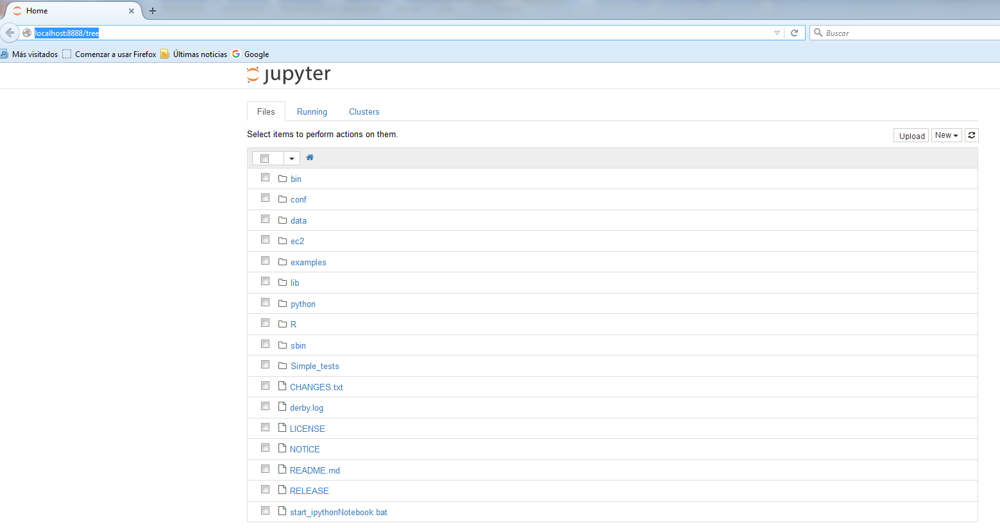 Home
localhost:8888/tree
Buscar
Más visitados Comenzar a usar Firefox Últimas noticias Google
jupyter
Files Running Clusters
Select items to perform actions on them.
Upload New
bin
conf
data
ec2
examples
lib
python
R
sbin
Simple_tests
CHANGES.txt
derby.log
LICENSE
NOTICE
README.md
RELEASE
start_ipythonNotebook.bat